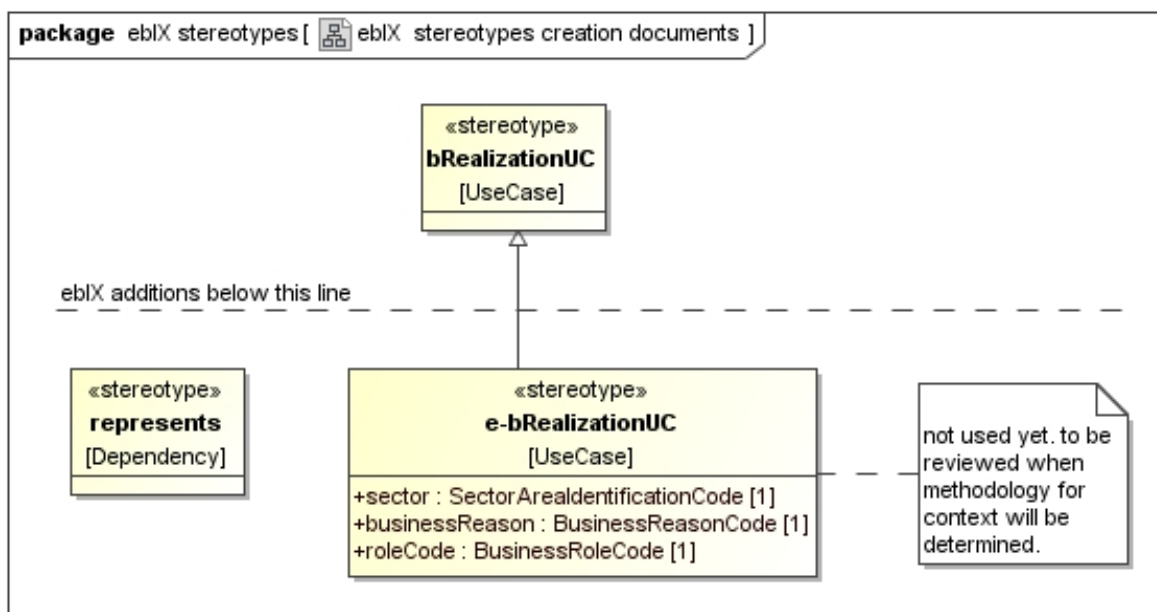 package ebIX stereotypes [ ebIX stereotypes creation documents ]
«stereotype»
bRealizationUC
[UseCase]
ebIX additions below this line
«stereotype»
represents
[Dependency]
«stereotype»
e-bRealizationUC
[UseCase]
+sector : SectorAreaIdentificationCode [1]
+businessReason : BusinessReasonCode [1]
+roleCode : BusinessRoleCode [1]
not used yet. to be
reviewed when
methodology for
context will be
determined.